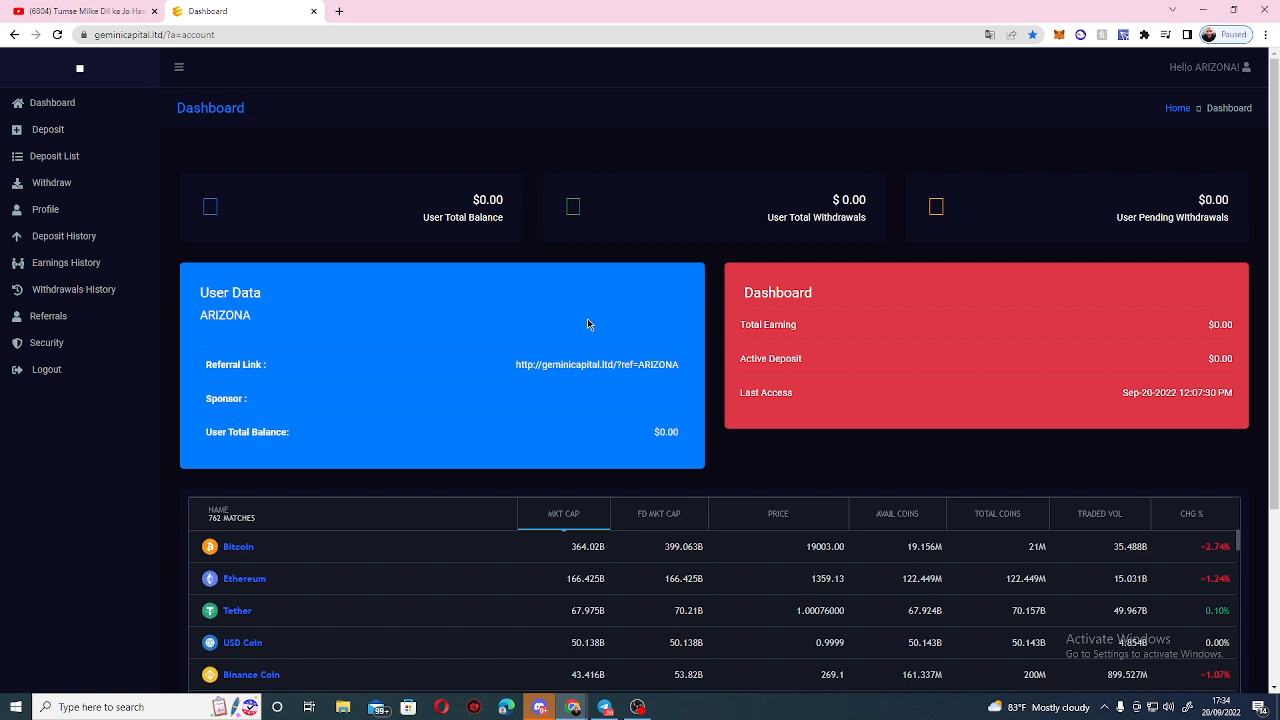 (6804) Tumse Milke Dil ka Jo Haa
Dashboard
geminicapital.ltd/?a=account
Paused
Hello ARIZONA!
Dashboard
Home Dashboard
Dashboard
Deposit
Deposit List
Withdraw
Profile
Deposit History
Earnings History
Withdrawals History
Referrals
Security
Logout
$0.00
User Total Balance
$ 0.00
User Total Withdrawals
$0.00
User Pending Withdrawals
User Data
ARIZONA
Referral Link : http://geminicapital.ltd/?ref=ARIZONA
Sponsor :
User Total Balance: $0.00
Dashboard
Total Earning $0.00
Active Deposit $0.00
Last Access Sep-20-2022 12:07:30 PM
NAME
762 MATCHES
MKT CAP FD MKT CAP PRICE AVAIL COINS TOTAL COINS TRADED VOL CHG %
Bitcoin 364.02B 399.063B 19003.00 19.156M 21M 35.488B −2.74%
Ethereum 166.425B 166.425B 1359.13 122.449M 122.449M 15.031B −1.24%
Tether 67.975B 70.21B 1.00076000 67.924B 70.157B 49.967B 0.10%
USD Coin 50.138B 50.138B 0.9999 50.143B 50.143B 4.854B 0.00%
Binance Coin 43.416B 53.82B 269.1 161.337M 200M 899.527M −1.07%
Activate Windows
Go to Settings to activate Windows.
Type here to search
99+
83°F Mostly cloudy
17:34
20/09/2022